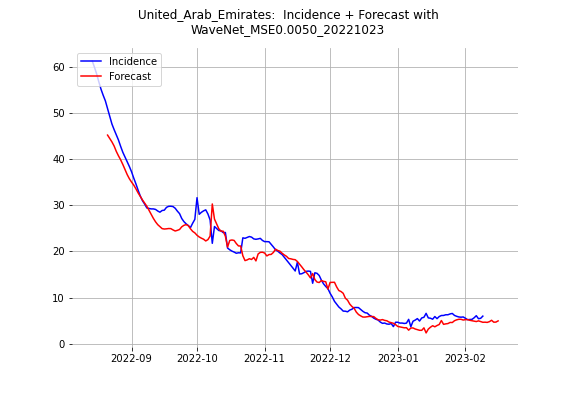 United_Arab_Emirates:  Incidence + Forecast with
WaveNet_MSE0.0050_20221023
Incidence
Forecast
60
50
40
30
20
10
0
2022-09 2022-10 2022-11 2022-12 2023-01 2023-02